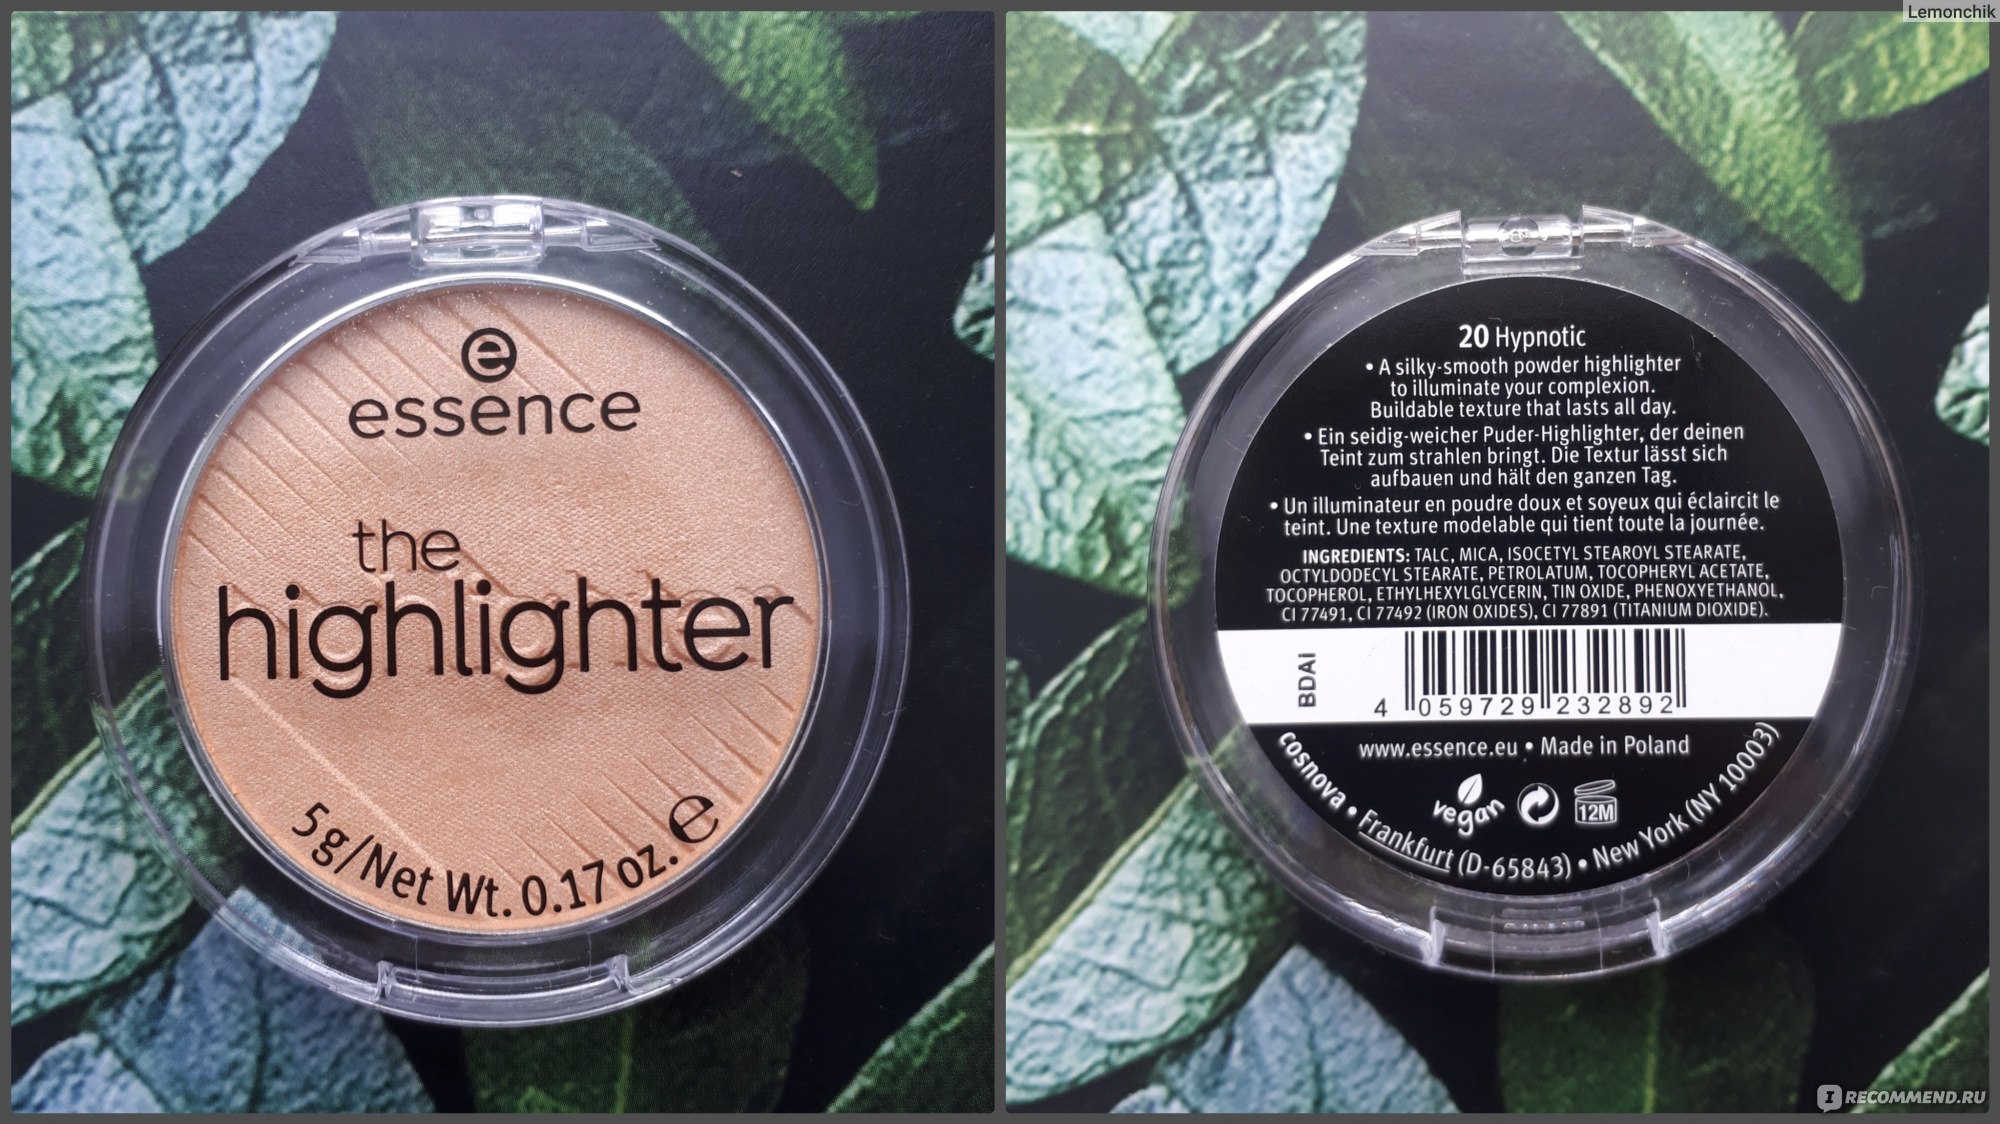 Lemonchik
e
essence
the
highlighter
5g/Net Wt. 0.17 oz. e
20 Hypnotic
• A silky-smooth powder highlighter
to illuminate your complexion.
Buildable texture that lasts all day.
• Ein seidig-weicher Puder-Highlighter, der deinen
Teint zum strahlen bringt. Die Textur lässt sich
aufbauen und hält den ganzen Tag.
• Un illuminateur en poudre doux et soyeux qui éclaircit le
teint. Une texture modelable qui tient toute la journée.
INGREDIENTS: TALC, MICA, ISOCETYL STEAROYL STEARATE,
OCTYLDODECYL STEARATE, PETROLATUM, TOCOPHERYL ACETATE,
TOCOPHEROL, ETHYLHEXYLGLYCERIN, TIN OXIDE, PHENOXYETHANOL,
CI 77491, CI 77492 (IRON OXIDES), CI 77891 (TITANIUM DIOXIDE).
BDAi
4 059729 232892
www.essence.eu • Made in Poland
vegan
12M
cosnova • Frankfurt (D-65843) • New York (NY 10003)
I RECOMMEND.RU